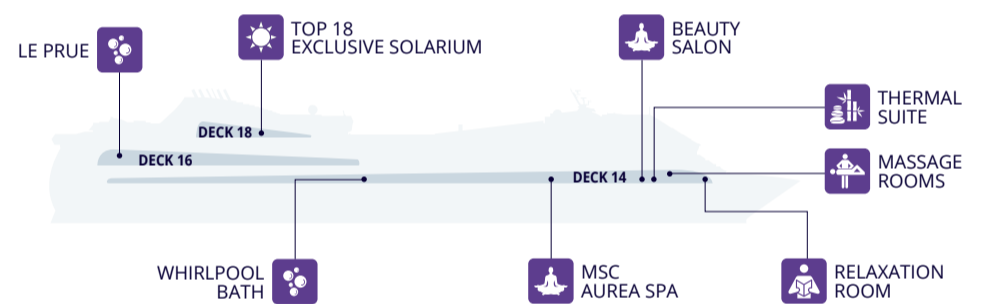 LE PRUE
TOP 18
EXCLUSIVE SOLARIUM
BEAUTY
SALON
THERMAL
SUITE
DECK 18
DECK 16
MASSAGE
ROOMS
DECK 14
WHIRLPOOL
BATH
MSC
AUREA SPA
RELAXATION
ROOM